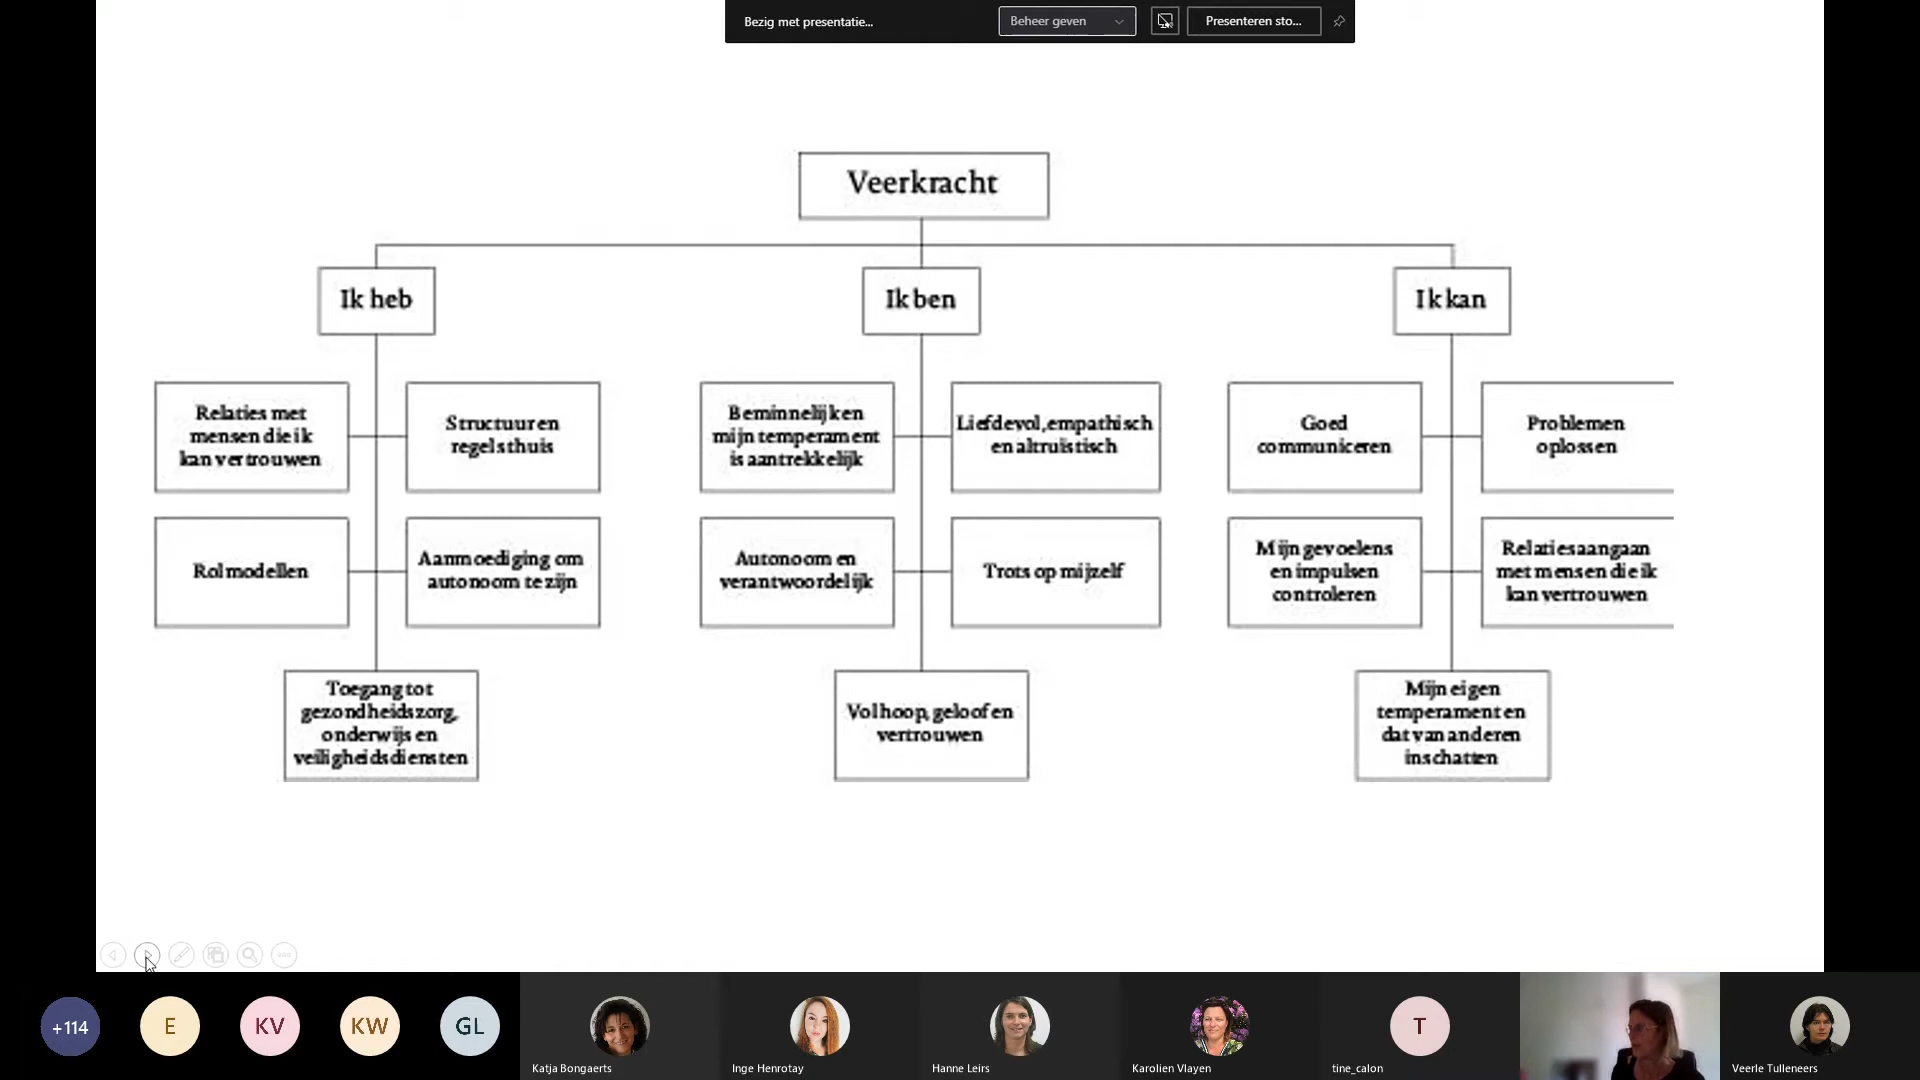 Bezig met presentatie...
Beheer geven
Presenteren sto...
Veerkracht
Ik heb
Ik ben
Ik kan
Relaties met
mensen die ik
kan vertrouwen
Structuur en
regels thuis
Beminnelijk en
mijn temperament
is aantrekkelijk
Liefdevol, empathisch
en altruïstisch
Goed
communiceren
Problemen
oplossen
Rolmodellen
Aanmoediging om
autonoom te zijn
Autonoom en
verantwoordelijk
Trots op mijzelf
Mijn gevoelens
en impulsen
controleren
Relaties aangaan
met mensen die ik
kan vertrouwen
Toegang tot
gezondheidszorg,
onderwijs en
veiligheidsdiensten
Vol hoop, geloof en
vertrouwen
Mijn eigen
temperament en
dat van anderen
inschatten
+114
E
KV
KW
GL
T
Katja Bongaerts
Inge Henrotay
Hanne Leirs
Karolien Vlayen
tine_calon
Veerle Tulleneers